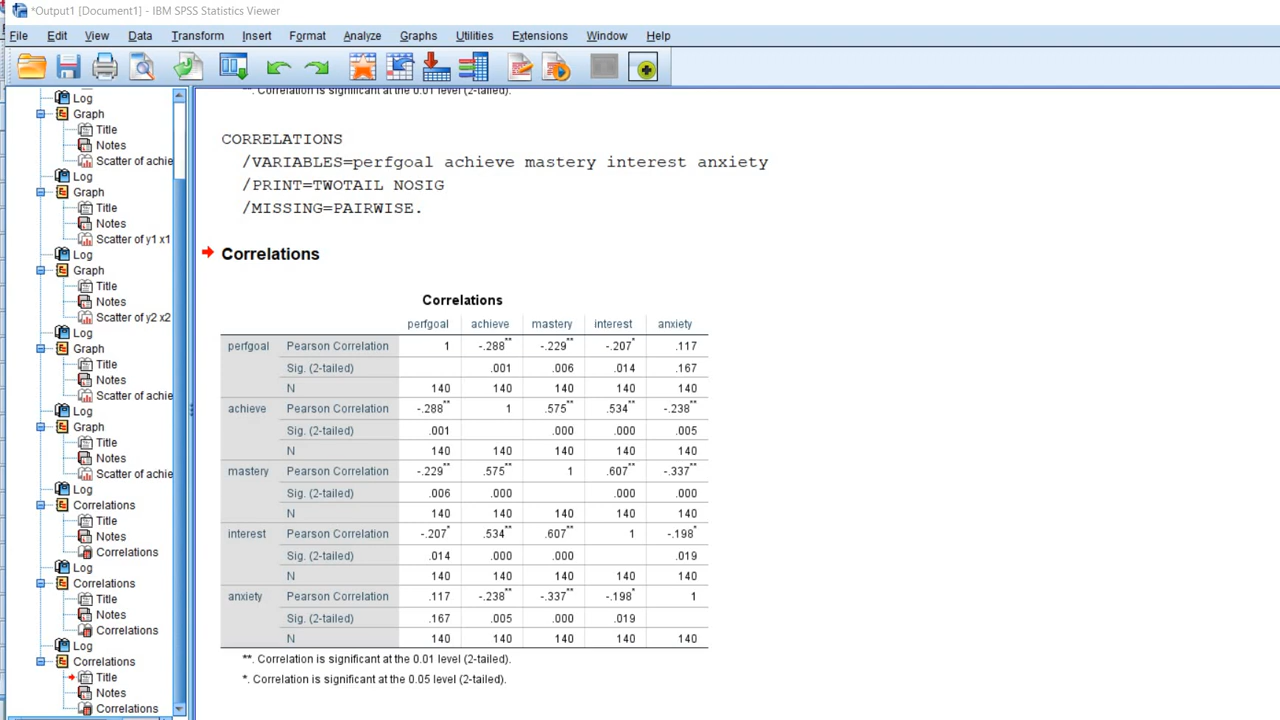 *Output1 [Document1] - IBM SPSS Statistics Viewer
File Edit View Data Transform Insert Format Analyze Graphs Utilities Extensions Window Help
Log
Graph
Title
Notes
Scatter of achie
Log
Graph
Title
Notes
Scatter of y1 x1
Log
Graph
Title
Notes
Scatter of y2 x2
Log
Graph
Title
Notes
Scatter of achie
Log
Graph
Title
Notes
Scatter of achie
Log
Correlations
Title
Notes
Correlations
Log
Correlations
Title
Notes
Correlations
Log
Correlations
Title
Notes
Correlations
**. Correlation is significant at the 0.01 level (2-tailed).
CORRELATIONS
/VARIABLES=perfgoal achieve mastery interest anxiety
/PRINT=TWOTAIL NOSIG
/MISSING=PAIRWISE.
Correlations
Correlations
perfgoal achieve mastery interest anxiety
perfgoal Pearson Correlation 1 -.288** -.229** -.207* .117
Sig. (2-tailed) .001 .006 .014 .167
N 140 140 140 140 140
achieve Pearson Correlation -.288** 1 .575** .534** -.238**
Sig. (2-tailed) .001 .000 .000 .005
N 140 140 140 140 140
mastery Pearson Correlation -.229** .575** 1 .607** -.337**
Sig. (2-tailed) .006 .000 .000 .000
N 140 140 140 140 140
interest Pearson Correlation -.207* .534** .607** 1 -.198*
Sig. (2-tailed) .014 .000 .000 .019
N 140 140 140 140 140
anxiety Pearson Correlation .117 -.238** -.337** -.198* 1
Sig. (2-tailed) .167 .005 .000 .019
N 140 140 140 140 140
**. Correlation is significant at the 0.01 level (2-tailed).
*. Correlation is significant at the 0.05 level (2-tailed).